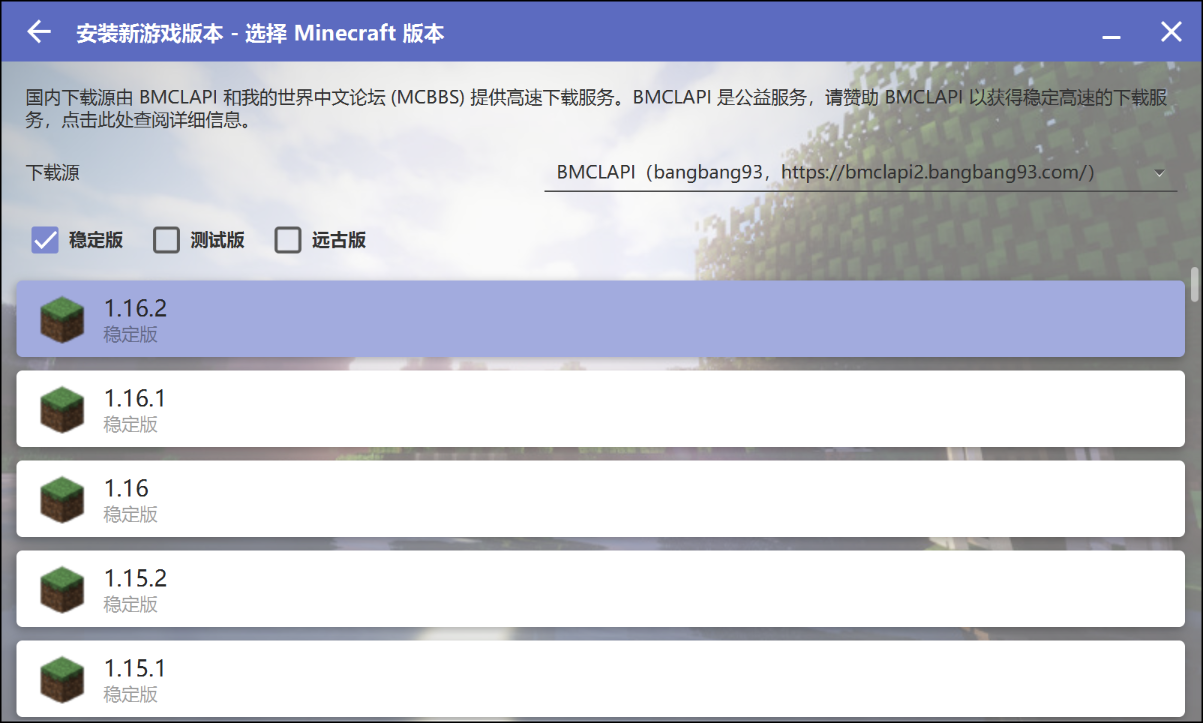 安装新游戏版本 - 选择 Minecraft 版本
国内下载源由 BMCLAPI 和我的世界中文论坛 (MCBBS) 提供高速下载服务。BMCLAPI 是公益服务，请赞助 BMCLAPI 以获得稳定高速的下载服
务，点击此处查阅详细信息。
下载源
BMCLAPI（bangbang93，https://bmclapi2.bangbang93.com/）
稳定版 测试版 远古版
1.16.2
稳定版
1.16.1
稳定版
1.16
稳定版
1.15.2
稳定版
1.15.1
稳定版